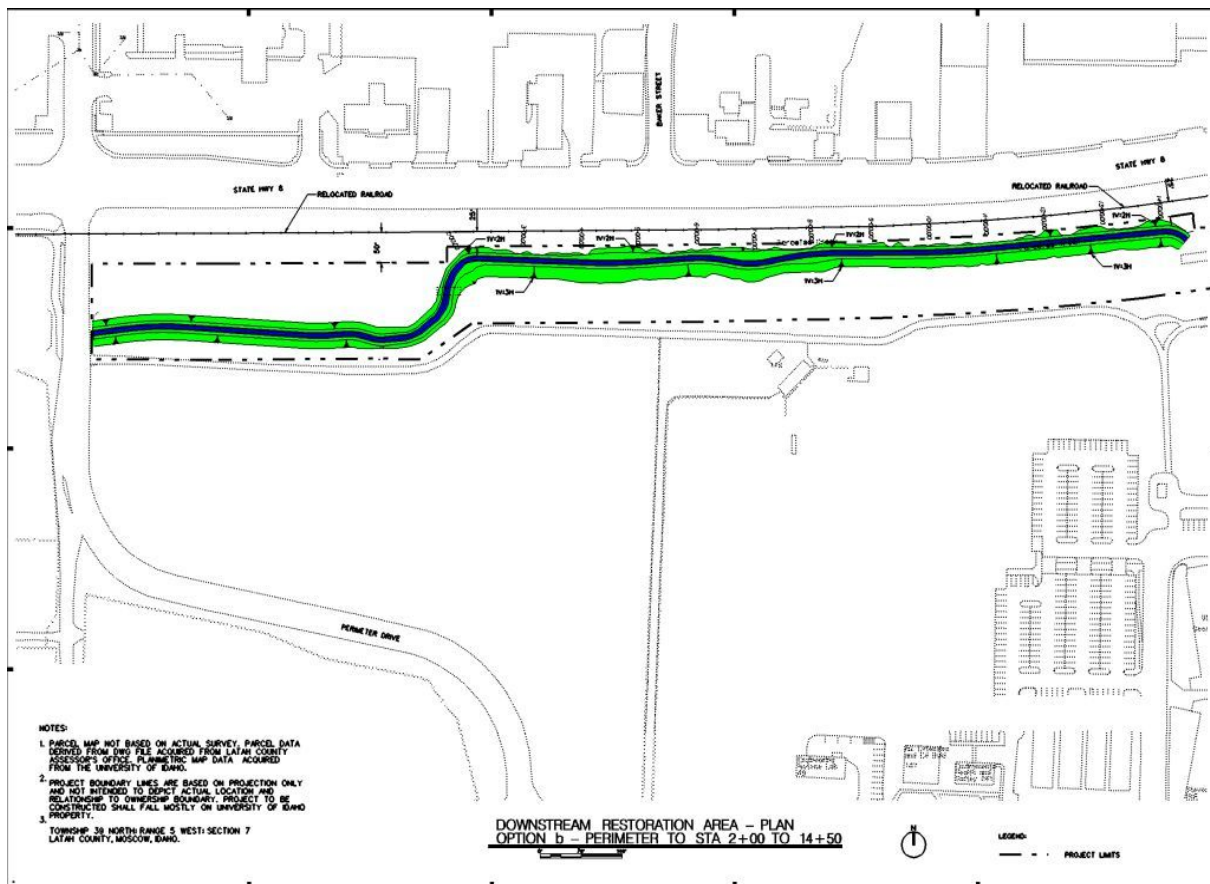 BAKER STREET
STATE HWY 8
STATE HWY 8
RELOCATED RAILROAD
RELOCATED RAILROAD
25'
50'
1V:2H
1V:2H
1V:2H
1V:3H
1V:3H
1V:3H
PERIMETER DRIVE
NOTES:
1. PARCEL MAP NOT BASED ON ACTUAL SURVEY. PARCEL DATA
DERIVED FROM DWG FILE ACQUIRED FROM LATAH COUNTY
ASSESSOR'S OFFICE. PLANIMETRIC MAP DATA ACQUIRED
FROM THE UNIVERSITY OF IDAHO.
2. PROJECT BOUNDARY LINES ARE BASED ON PROJECTION ONLY
AND NOT INTENDED TO DEPICT ACTUAL LOCATION AND
RELATIONSHIP TO OWNERSHIP BOUNDARY. PROJECT TO BE
CONSTRUCTED SHALL FALL MOSTLY ON UNIVERSITY OF IDAHO
PROPERTY.
3.
TOWNSHIP 39 NORTH: RANGE 5 WEST: SECTION 7
LATAH COUNTY, MOSCOW, IDAHO.
DOWNSTREAM RESTORATION AREA - PLAN
OPTION b - PERIMETER TO STA 2+00 TO 14+50
N
LEGEND:
PROJECT LIMITS